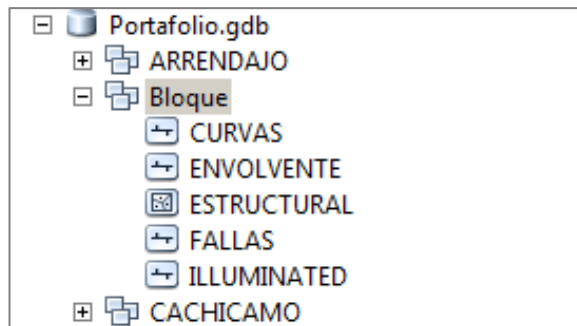 Portafolio.gdb
ARRENDAJO
Bloque
CURVAS
ENVOLVENTE
ESTRUCTURAL
FALLAS
ILLUMINATED
CACHICAMO